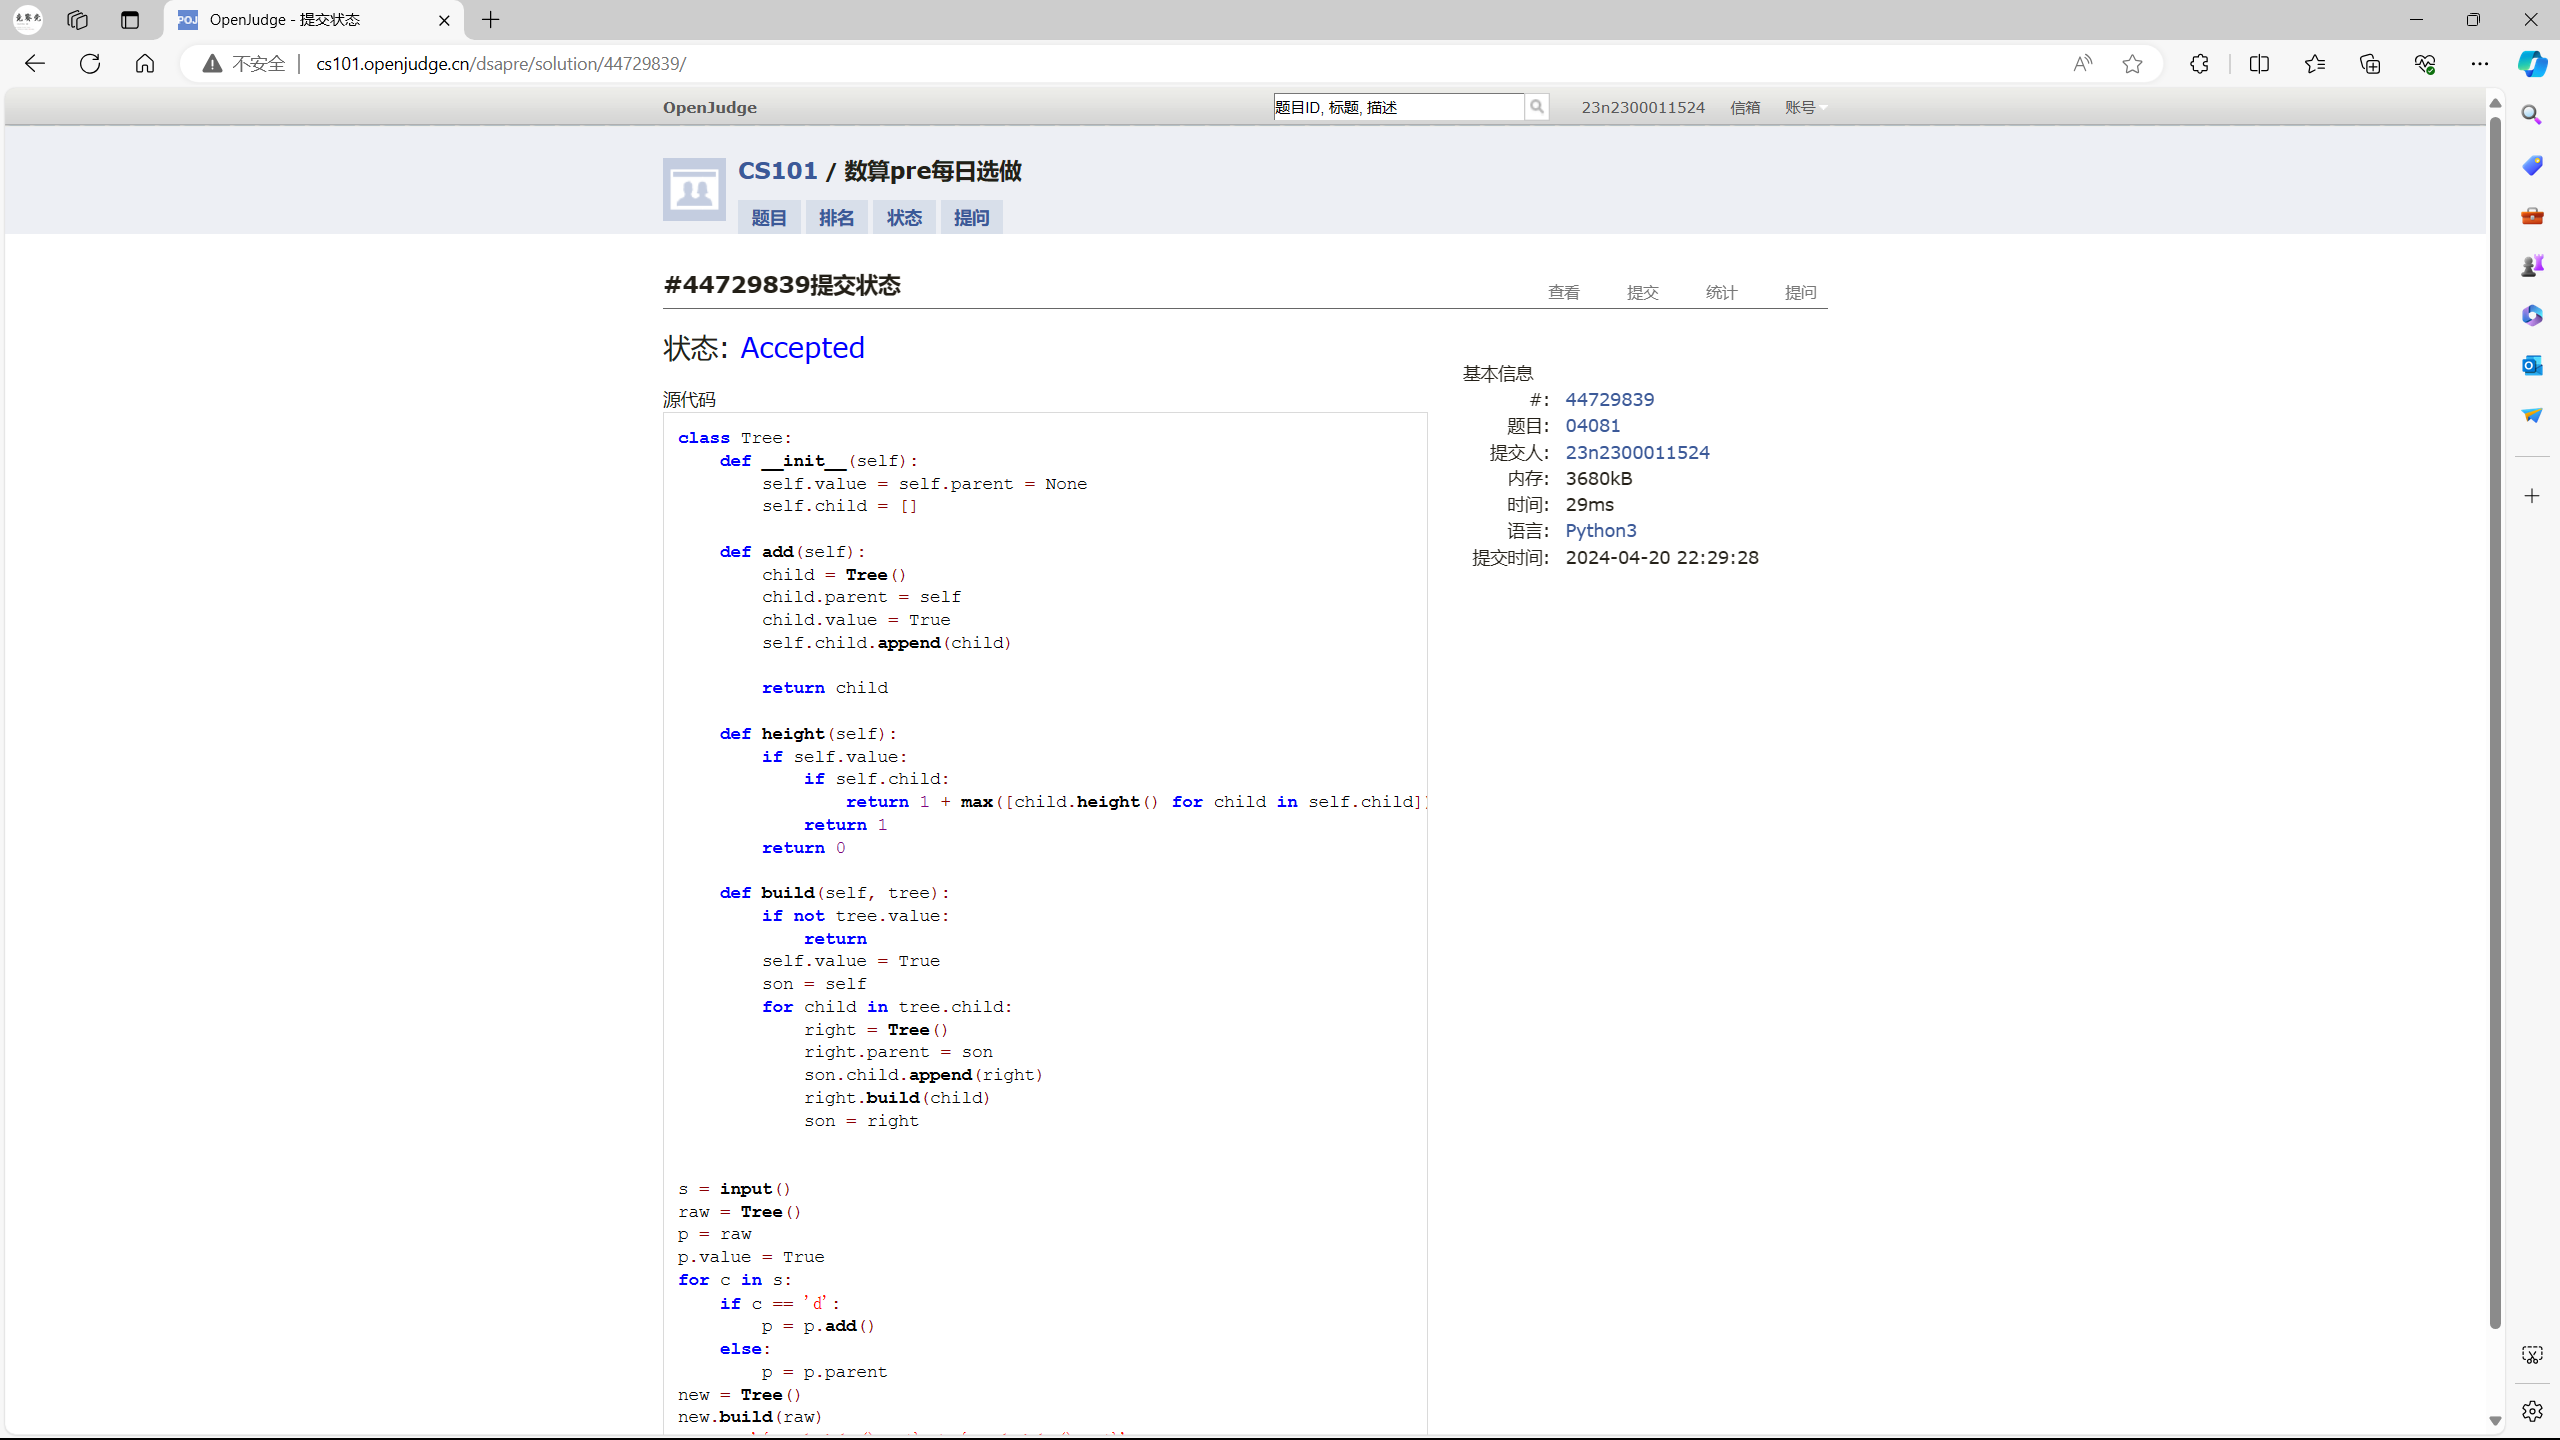 OpenJudge - 提交状态
不安全 cs101.openjudge.cn/dsapre/solution/44729839/
OpenJudge 题目ID, 标题, 描述 23n2300011524 信箱 账号
CS101 / 数算pre每日选做
题目 排名 状态 提问
#44729839提交状态 查看 提交 统计 提问
状态: Accepted
源代码
class Tree:
    def __init__(self):
        self.value = self.parent = None
        self.child = []
    def add(self):
        child = Tree()
        child.parent = self
        child.value = True
        self.child.append(child)
        return child
    def height(self):
        if self.value:
            if self.child:
                return 1 + max([child.height() for child in self.child])
            return 1
        return 0
    def build(self, tree):
        if not tree.value:
            return
        self.value = True
        son = self
        for child in tree.child:
            right = Tree()
            right.parent = son
            son.child.append(right)
            right.build(child)
            son = right
s = input()
raw = Tree()
p = raw
p.value = True
for c in s:
    if c == 'd':
        p = p.add()
    else:
        p = p.parent
new = Tree()
new.build(raw)
基本信息
#: 44729839
题目: 04081
提交人: 23n2300011524
内存: 3680kB
时间: 29ms
语言: Python3
提交时间: 2024-04-20 22:29:28